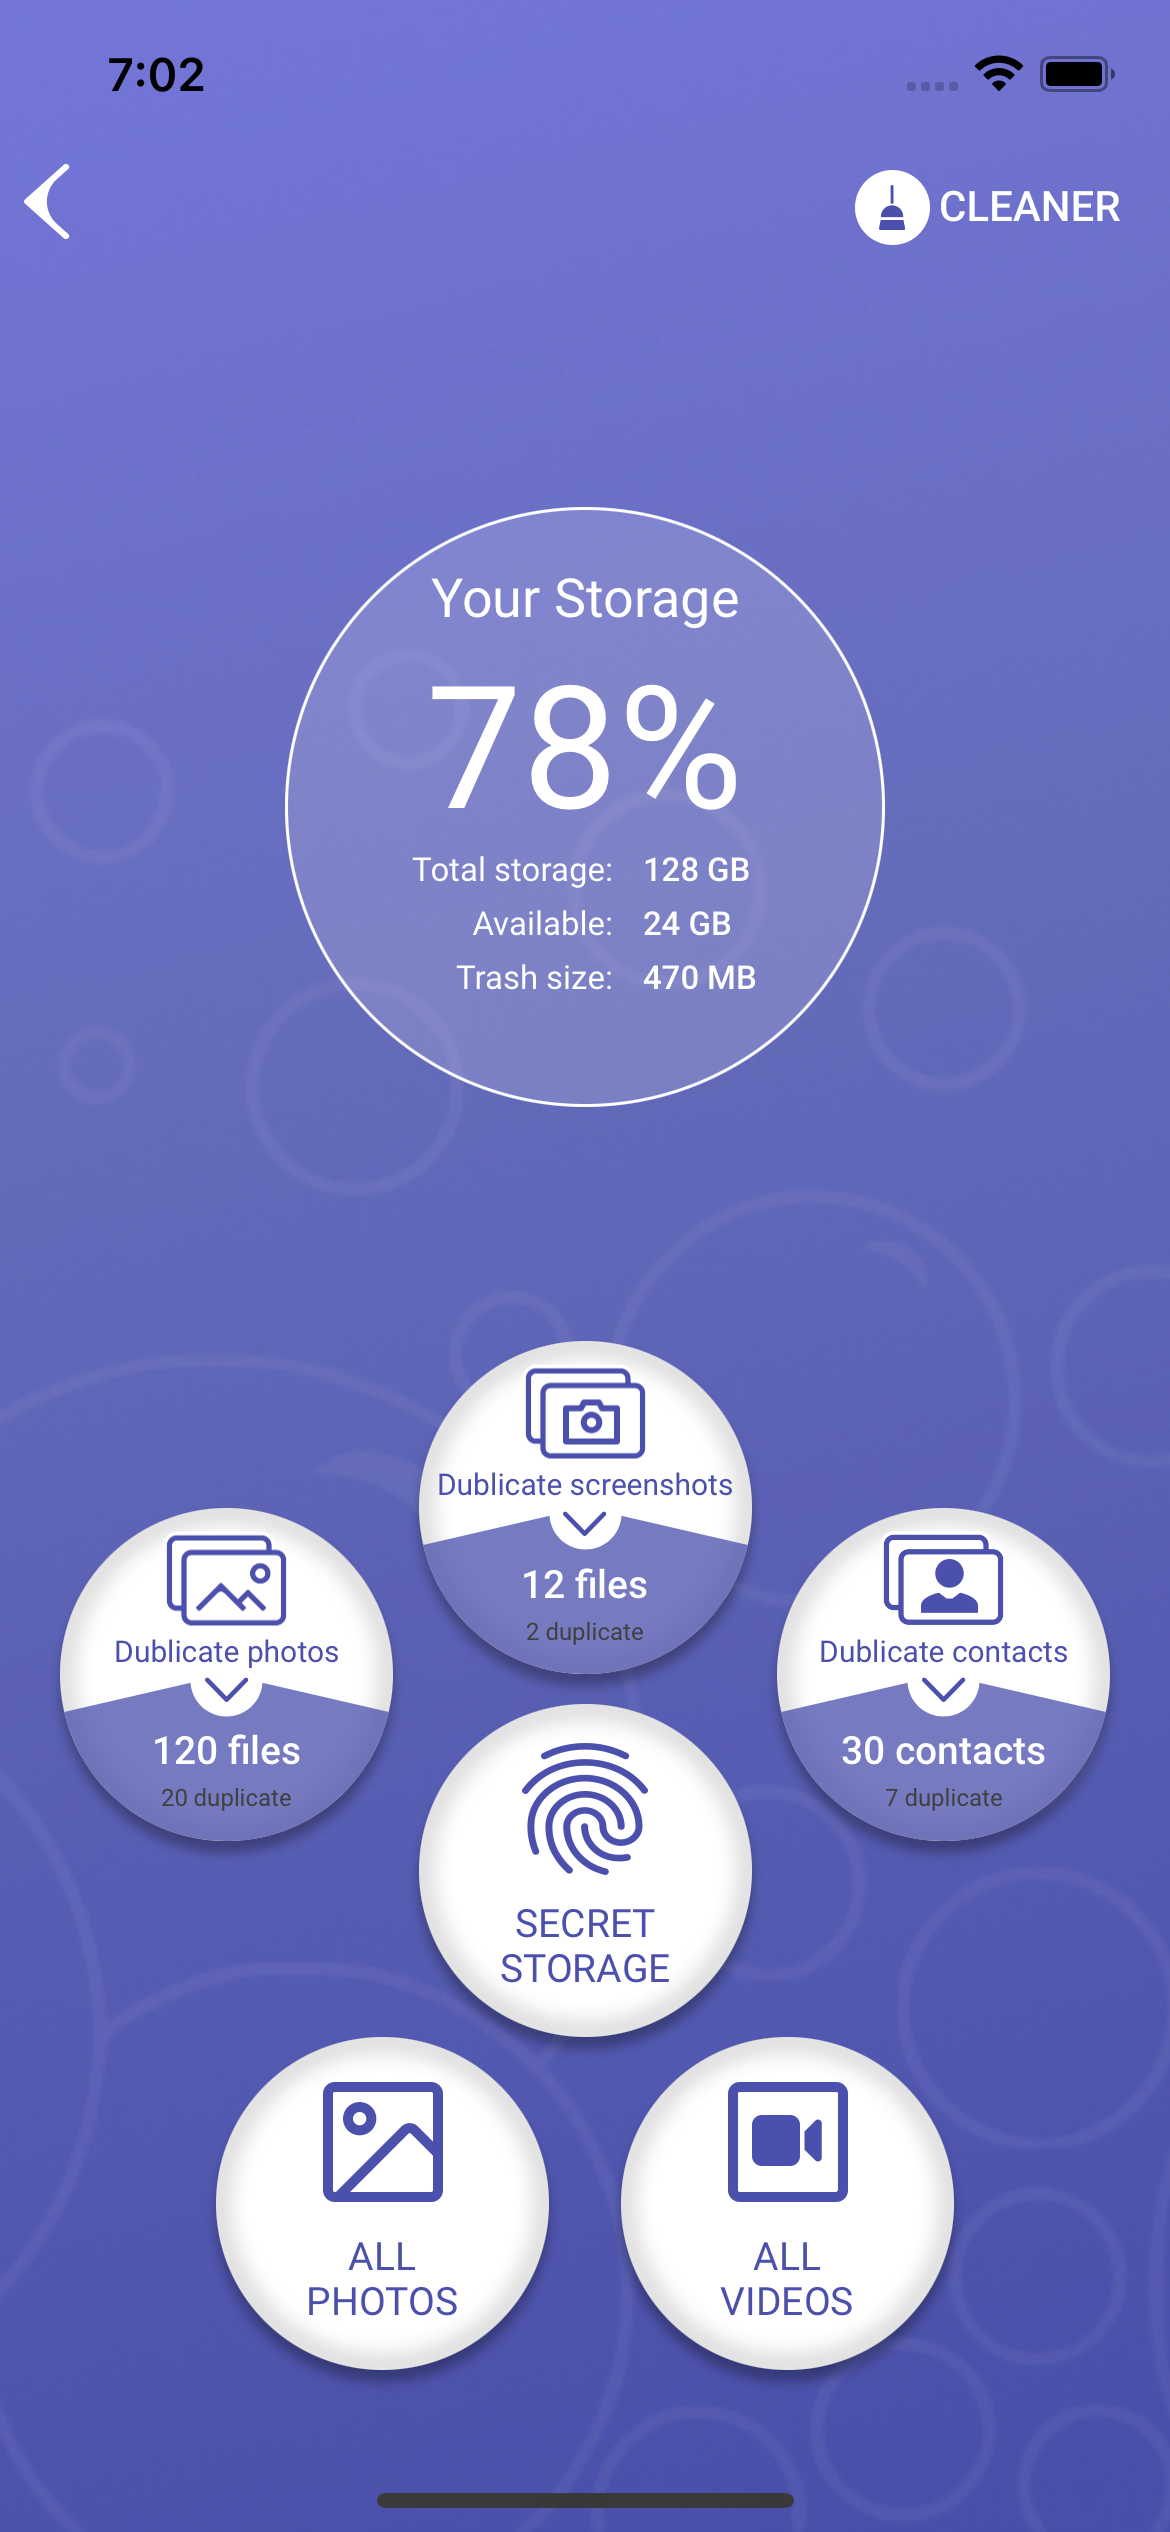 7:02
CLEANER
Your Storage
78%
Total storage: 128 GB
Available: 24 GB
Trash size: 470 MB
Dublicate screenshots
12 files
2 duplicate
Dublicate photos
120 files
20 duplicate
Dublicate contacts
30 contacts
7 duplicate
SECRET
STORAGE
ALL
PHOTOS
ALL
VIDEOS